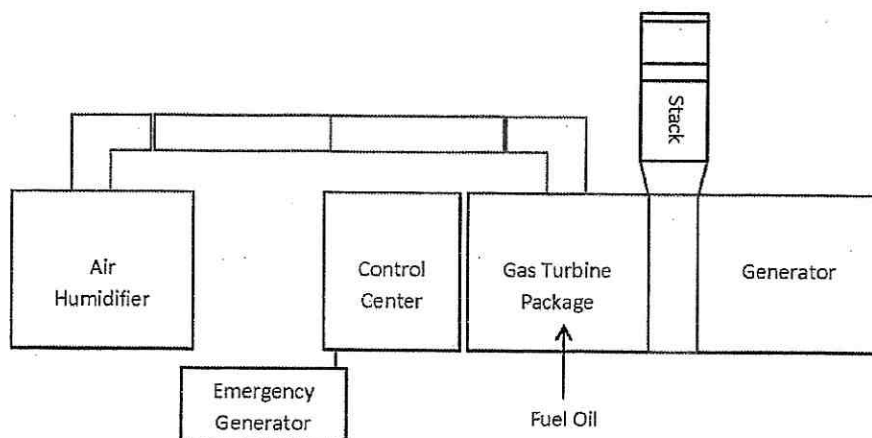 Stack
Air
Humidifier
Control
Center
Gas Turbine
Package
Generator
Emergency
Generator
Fuel Oil